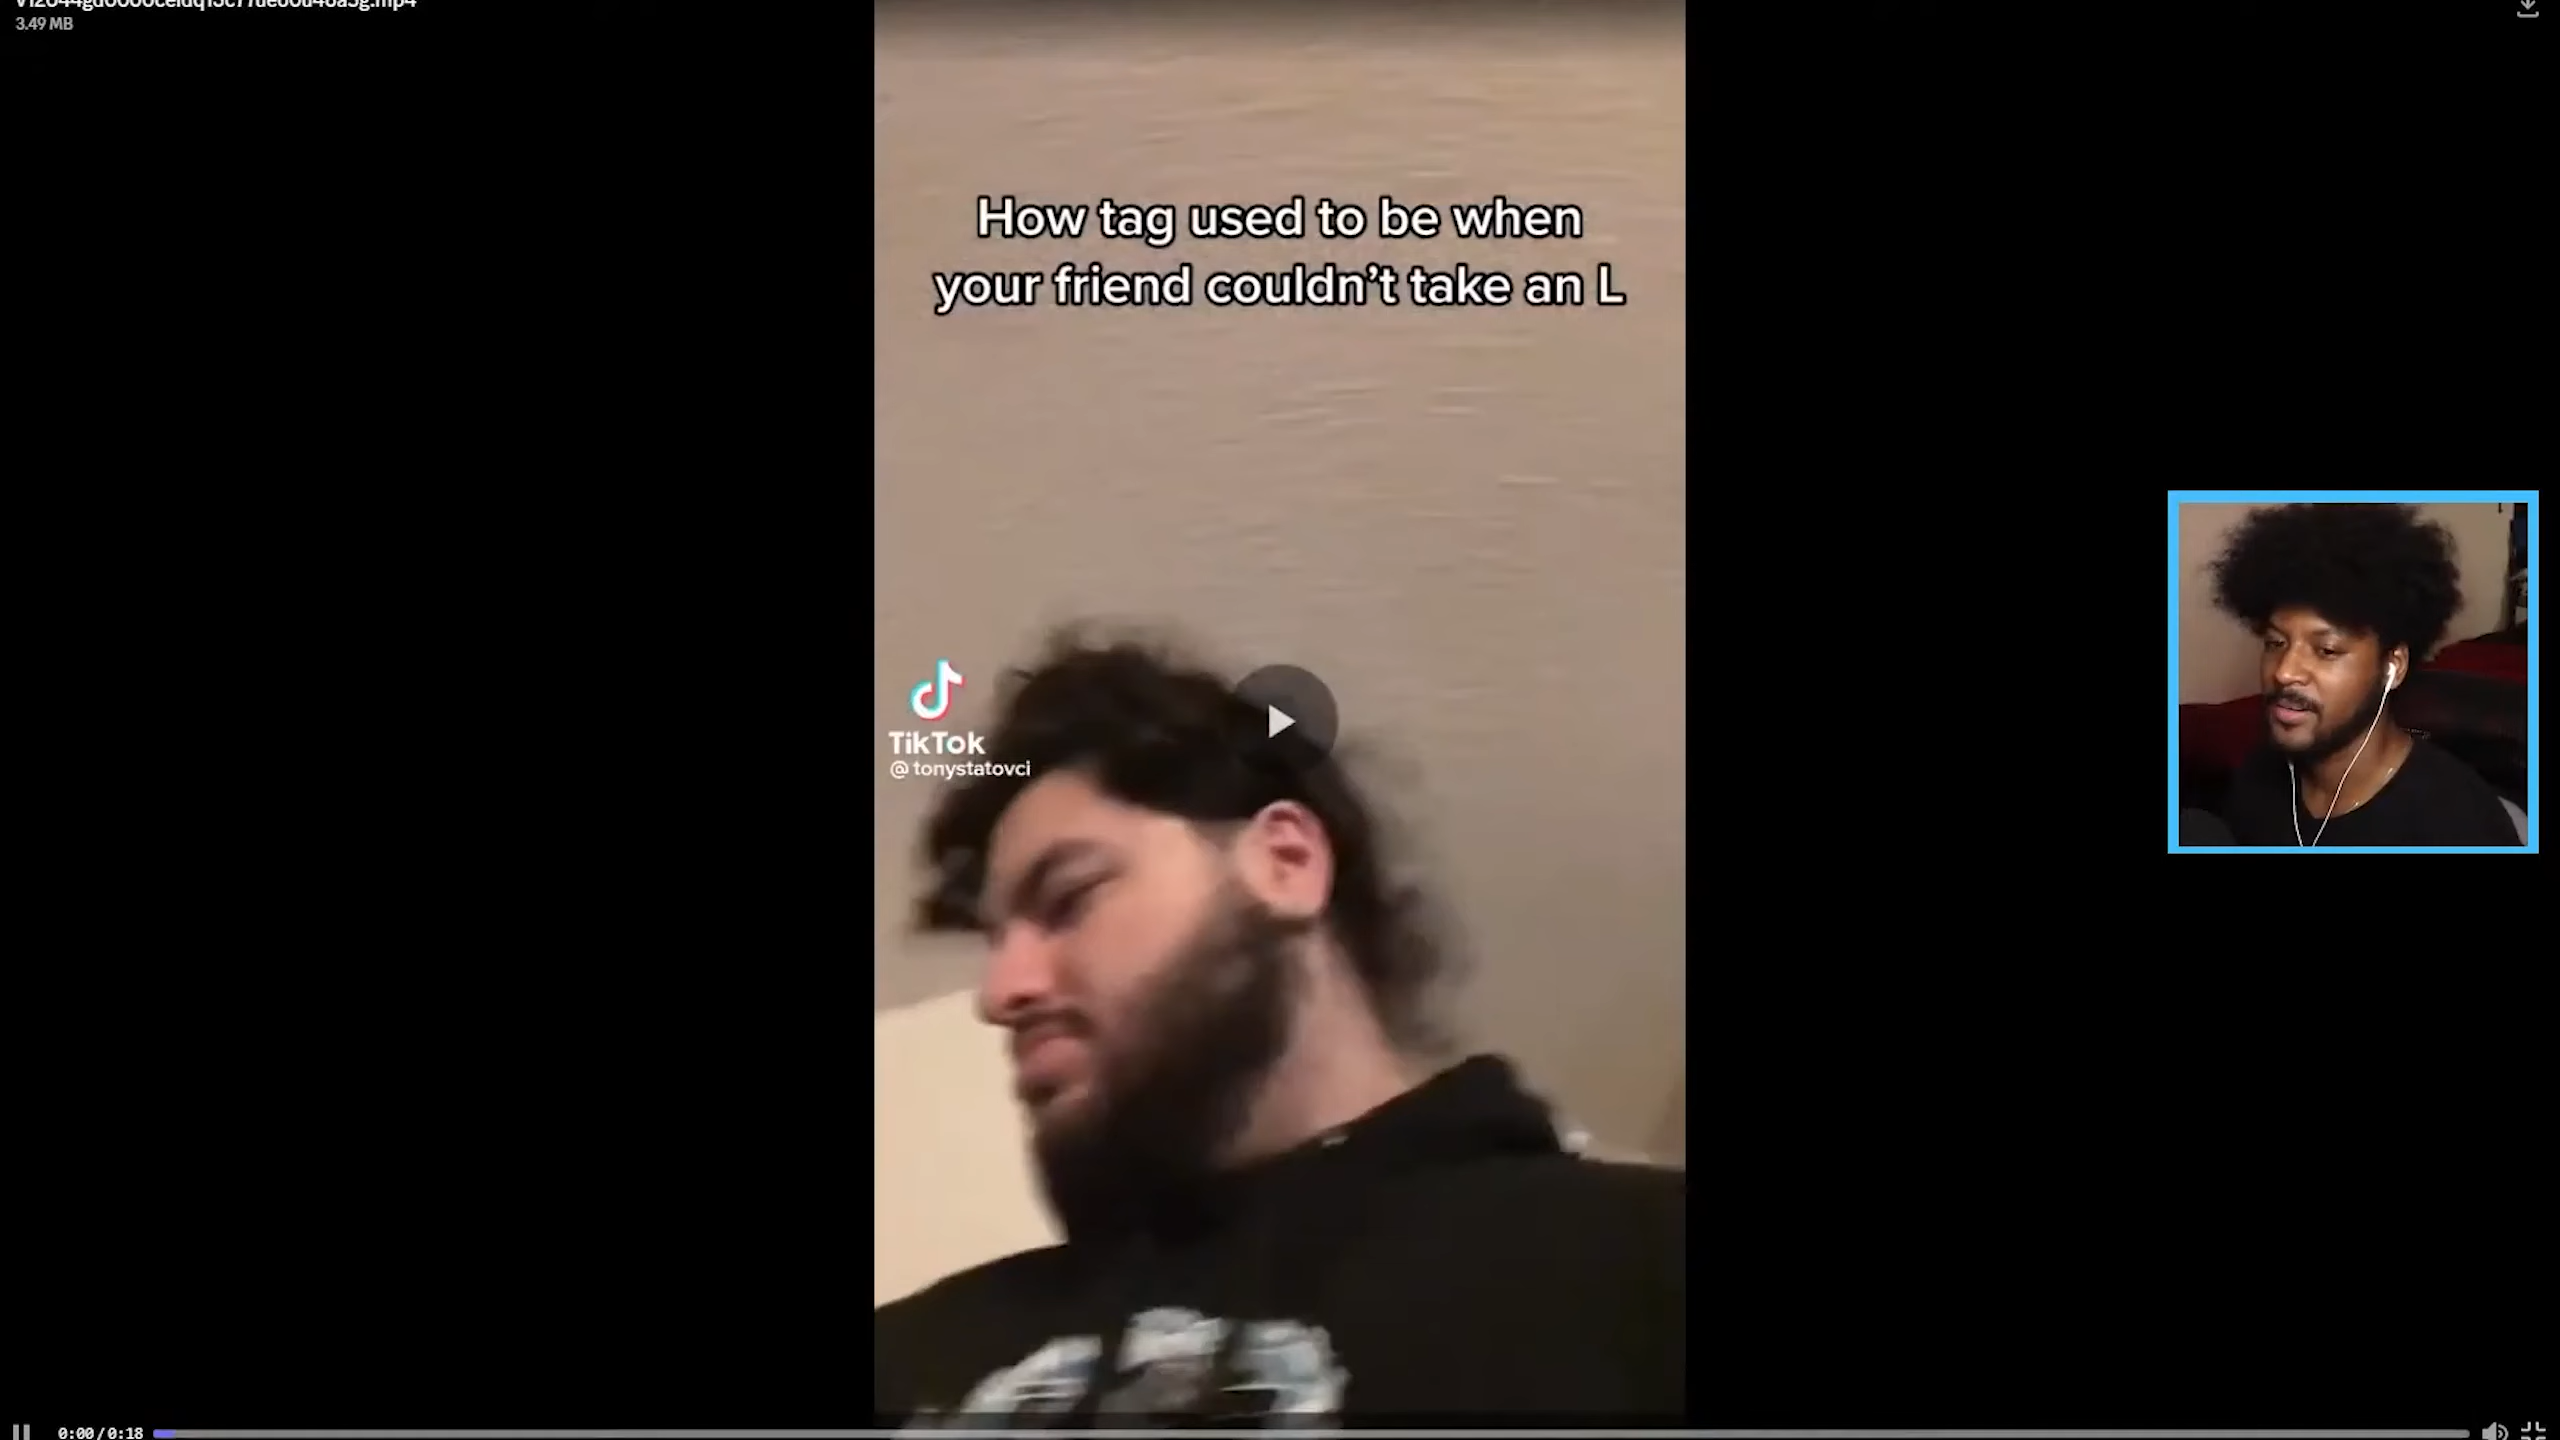 3.49 MB
How tag used to be when
your friend couldn't take an L
TikTok
@tonystatovci
0:00/0:18